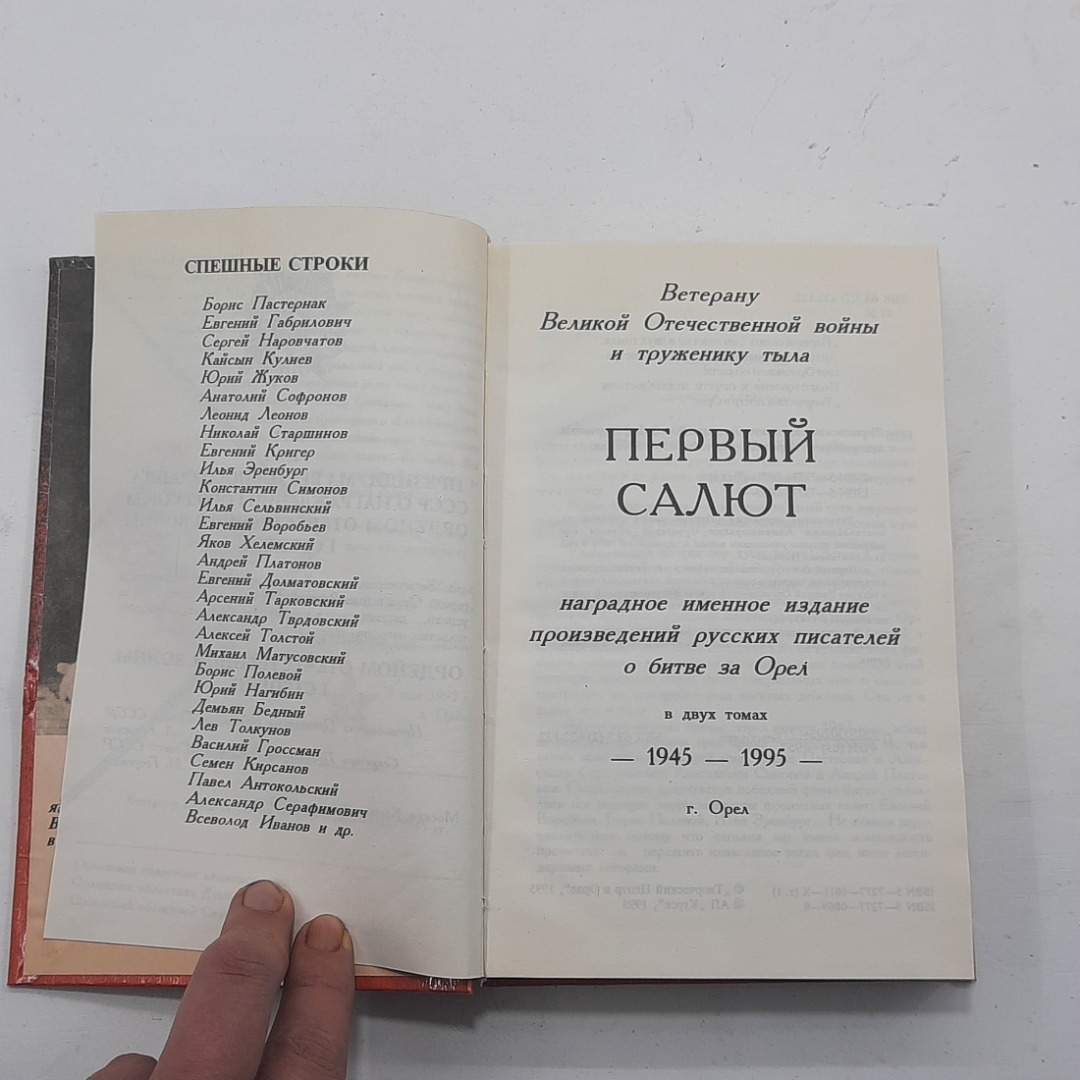 СПЕШНЫЕ СТРОКИ
Борис Пастернак
Евгений Габрилович
Сергей Наровчатов
Кайсын Кулиев
Юрий Жуков
Анатолий Софронов
Леонид Леонов
Николай Старшинов
Евгений Кригер
Илья Эренбург
Константин Симонов
Илья Сельвинский
Евгений Воробьев
Яков Хелемский
Андрей Платонов
Евгений Долматовский
Арсений Тарковский
Александр Тврдовский
Алексей Толстой
Михаил Матусовский
Борис Полевой
Юрий Нагибин
Демьян Бедный
Лев Толкунов
Василий Гроссман
Семен Кирсанов
Павел Антокольский
Александр Серафимович
Всеволод Иванов и др.
Ветерану
Великой Отечественной войны
и труженику тыла
ПЕРВЫЙ
САЛЮТ
наградное именное издание
произведений русских писателей
о битве за Орел
в двух томах
— 1945 — 1995 —
г. Орел